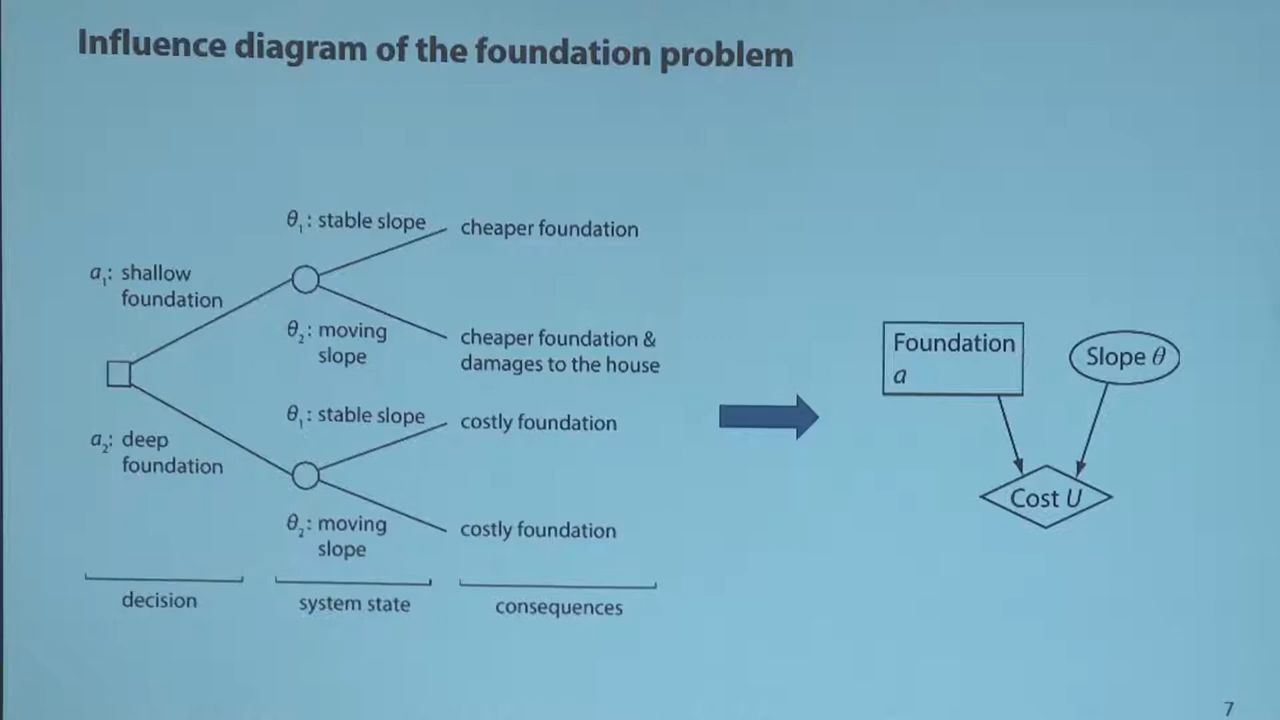 Influence diagram of the foundation problem
θ₁: stable slope
cheaper foundation
a₁: shallow
foundation
θ₂: moving
slope
cheaper foundation &
damages to the house
θ₁: stable slope
costly foundation
a₂: deep
foundation
θ₂: moving
slope
costly foundation
decision
system state
consequences
Foundation
a
Slope θ
Cost U
7